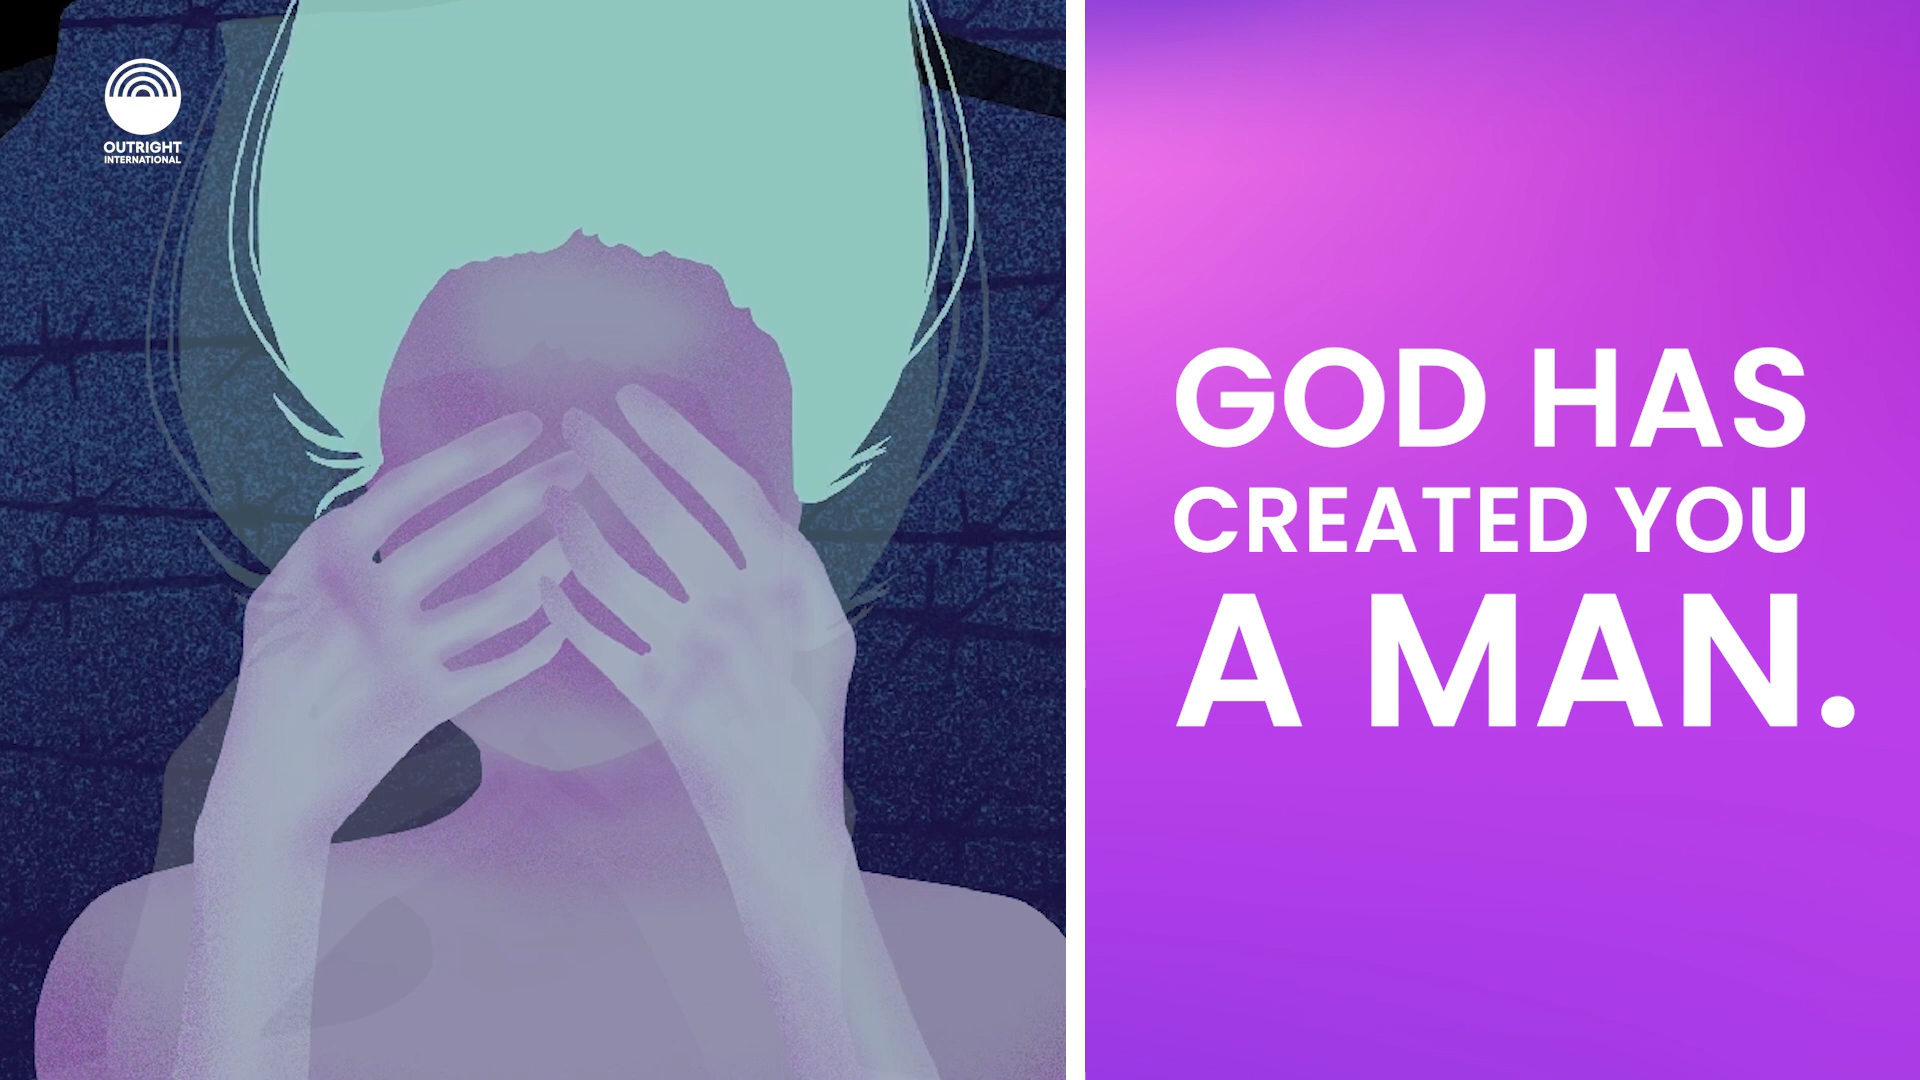 OUTRIGHT
INTERNATIONAL
GOD HAS
CREATED YOU
A MAN.